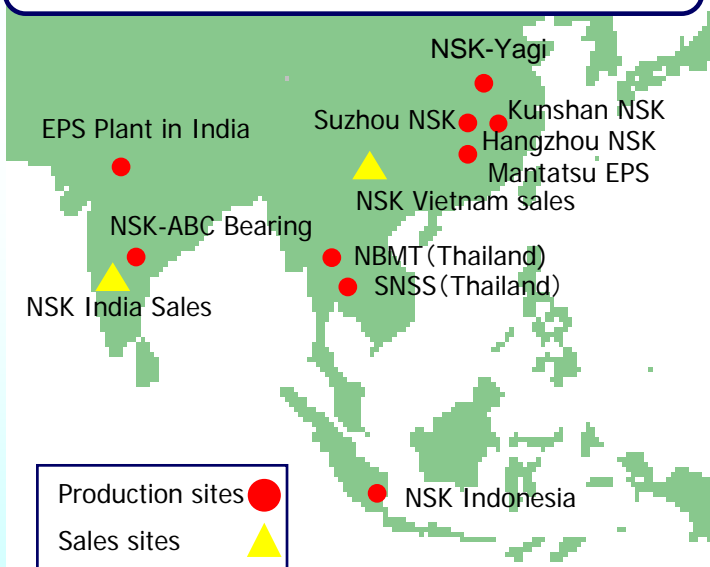 NSK-Yagi
Suzhou NSK
Kunshan NSK
EPS Plant in India
Hangzhou NSK
Mantatsu EPS
NSK Vietnam sales
NSK-ABC Bearing
NBMT（Thailand）
SNSS（Thailand）
NSK India Sales
Production sites
NSK Indonesia
Sales sites